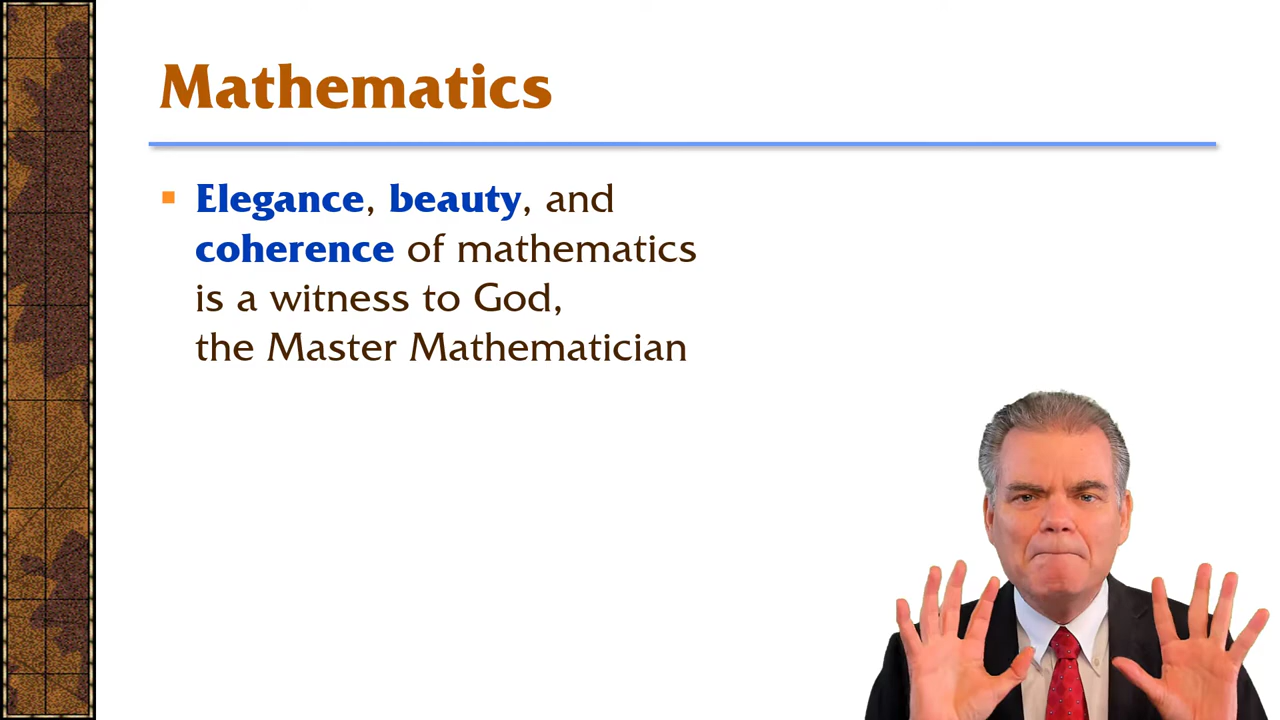 Mathematics
Elegance, beauty, and
coherence of mathematics
is a witness to God,
the Master Mathematician